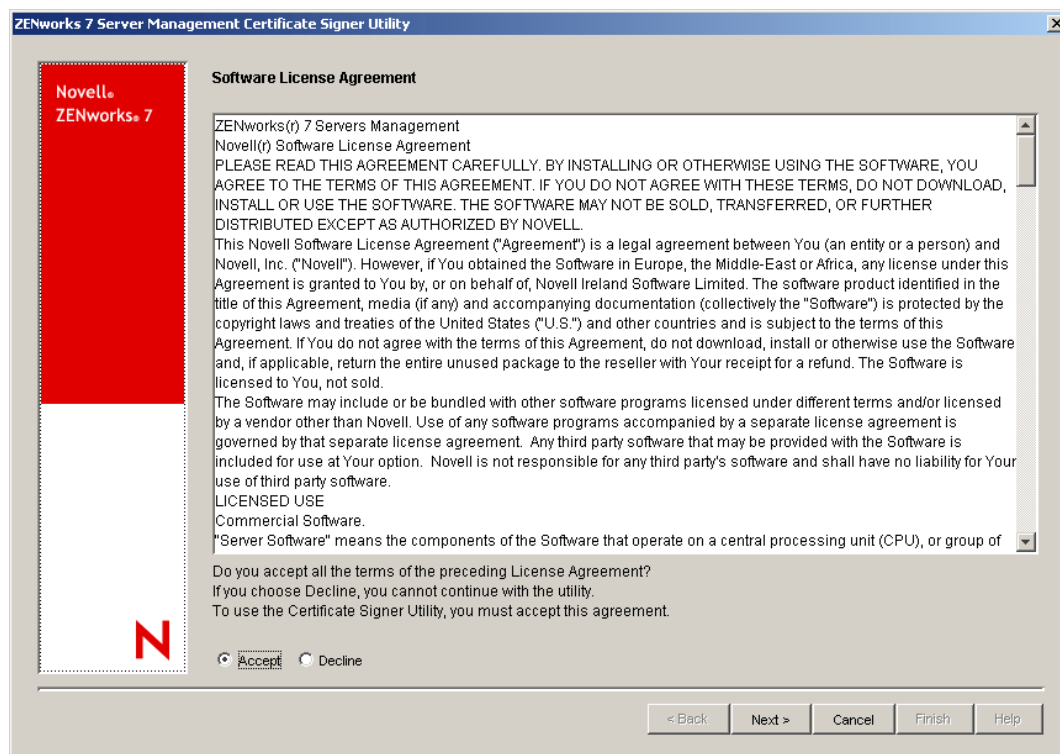 ZENworks 7 Server Management Certificate Signer Utility
Novell®
ZENworks® 7
Software License Agreement
ZENworks(r) 7 Servers Management
Novell(r) Software License Agreement
PLEASE READ THIS AGREEMENT CAREFULLY. BY INSTALLING OR OTHERWISE USING THE SOFTWARE, YOU
AGREE TO THE TERMS OF THIS AGREEMENT. IF YOU DO NOT AGREE WITH THESE TERMS, DO NOT DOWNLOAD,
INSTALL OR USE THE SOFTWARE. THE SOFTWARE MAY NOT BE SOLD, TRANSFERRED, OR FURTHER
DISTRIBUTED EXCEPT AS AUTHORIZED BY NOVELL.
This Novell Software License Agreement ("Agreement") is a legal agreement between You (an entity or a person) and
Novell, Inc. ("Novell"). However, if You obtained the Software in Europe, the Middle-East or Africa, any license under this
Agreement is granted to You by, or on behalf of, Novell Ireland Software Limited. The software product identified in the
title of this Agreement, media (if any) and accompanying documentation (collectively the "Software") is protected by the
copyright laws and treaties of the United States ("U.S.") and other countries and is subject to the terms of this
Agreement. If You do not agree with the terms of this Agreement, do not download, install or otherwise use the Software
and, if applicable, return the entire unused package to the reseller with Your receipt for a refund. The Software is
licensed to You, not sold.
The Software may include or be bundled with other software programs licensed under different terms and/or licensed
by a vendor other than Novell. Use of any software programs accompanied by a separate license agreement is
governed by that separate license agreement.  Any third party software that may be provided with the Software is
included for use at Your option.  Novell is not responsible for any third party's software and shall have no liability for Your
use of third party software.
LICENSED USE
Commercial Software.
"Server Software" means the components of the Software that operate on a central processing unit (CPU), or group of
Do you accept all the terms of the preceding License Agreement?
If you choose Decline, you cannot continue with the utility.
To use the Certificate Signer Utility, you must accept this agreement.
N
Accept Decline
< Back Next > Cancel Finish Help